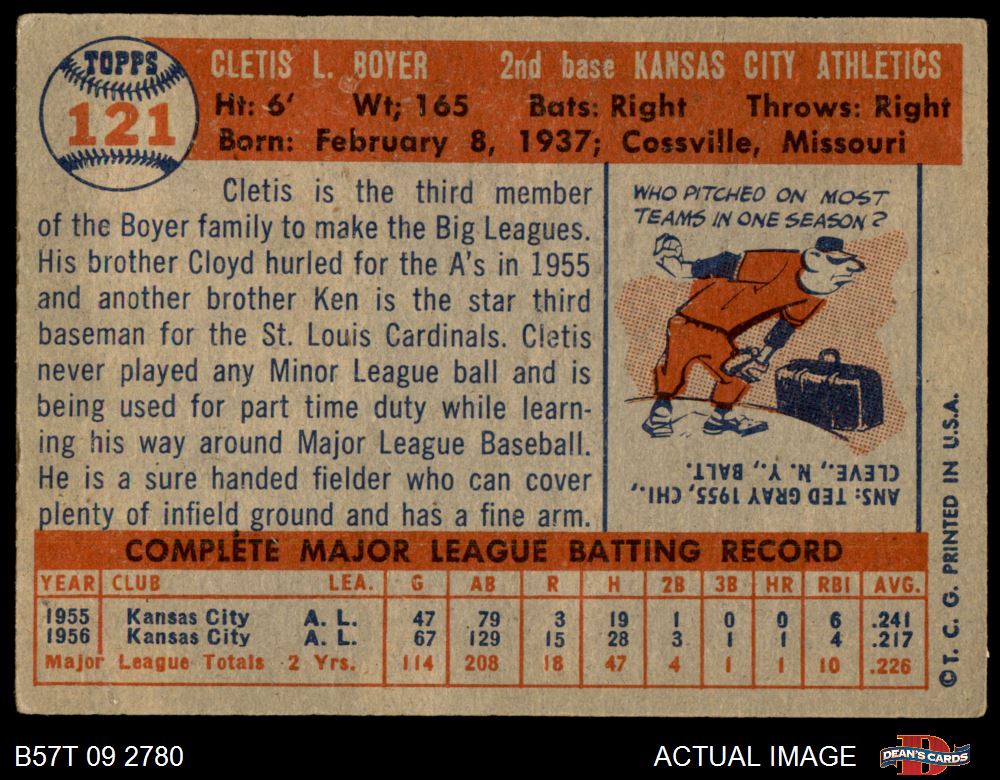 TOPPS
121
CLETIS L. BOYER 2nd base KANSAS CITY ATHLETICS
Ht: 6' Wt; 165 Bats: Right Throws: Right
Born: February 8, 1937; Cossville, Missouri
Cletis is the third member
of the Boyer family to make the Big Leagues.
His brother Cloyd hurled for the A's in 1955
and another brother Ken is the star third
baseman for the St. Louis Cardinals. Cletis
never played any Minor League ball and is
being used for part time duty while learn-
ing his way around Major League Baseball.
He is a sure handed fielder who can cover
plenty of infield ground and has a fine arm.
WHO PITCHED ON MOST
TEAMS IN ONE SEASON?
ANS: TED GRAY 1955, CHI.,
CLEVE., N. Y., BALT.
COMPLETE MAJOR LEAGUE BATTING RECORD
YEAR CLUB LEA. G AB R H 2B 3B HR RBI AVG.
1955 Kansas City A. L. 47 79 3 19 1 0 0 6 .241
1956 Kansas City A. L. 67 129 15 28 3 1 1 4 .217
Major League Totals 2 Yrs. 114 208 18 47 4 1 1 10 .226
©T. C. G. PRINTED IN U.S.A.
B57T 09 2780 ACTUAL IMAGE
D
DEAN'S CARDS